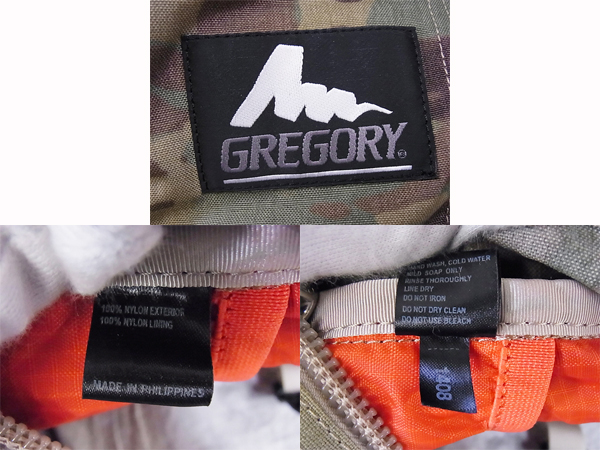 GREGORY
100% NYLON EXTERIOR
100% NYLON LINING
MADE IN PHILIPPINES
HAND WASH, COLD WATER
MILD SOAP ONLY
RINSE THOROUGHLY
LINE DRY
DO NOT IRON
DO NOT DRY CLEAN
DO NOT USE BLEACH